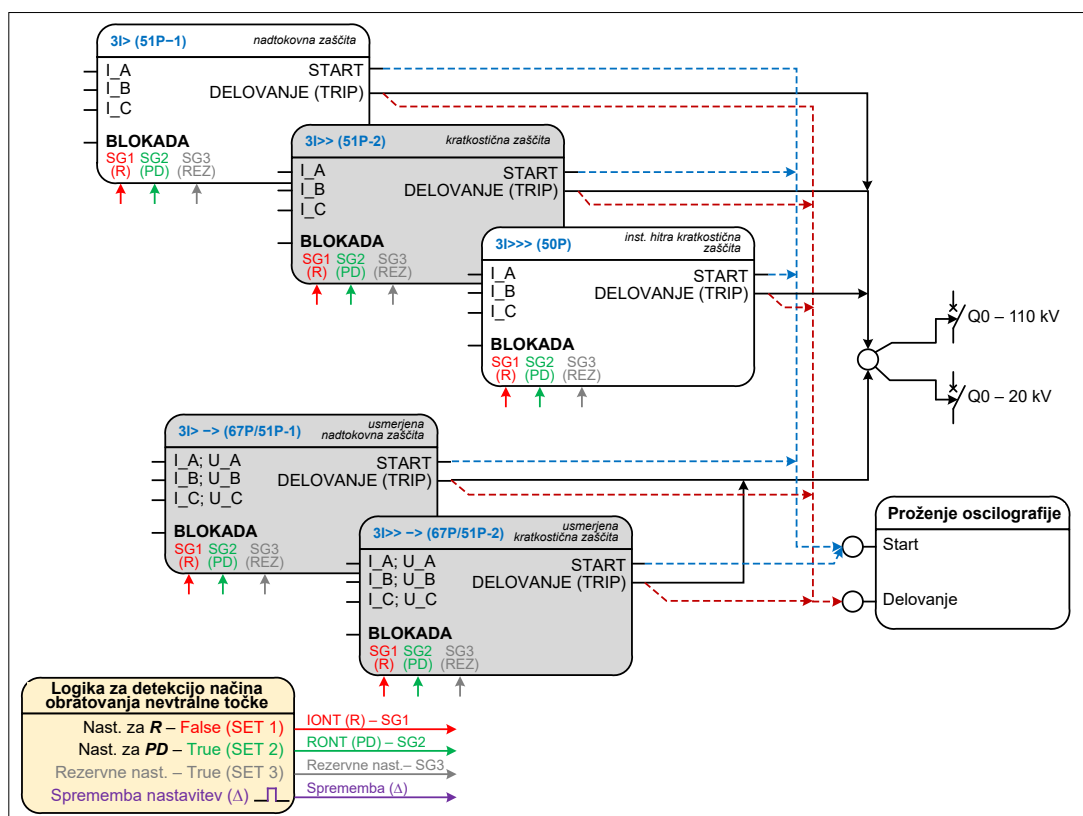 3I> (51P−1)
nadtokovna zaščita
I_A
I_B
I_C
START
DELOVANJE (TRIP)
BLOKADA
SG1 SG2 SG3
(R) (PD) (REZ)
3I>> (51P-2)
kratkostična zaščita
I_A
I_B
I_C
START
DELOVANJE (TRIP)
BLOKADA
SG1 SG2 SG3
(R) (PD) (REZ)
3I>>> (50P)
inst. hitra kratkostična
zaščita
I_A
I_B
I_C
START
DELOVANJE (TRIP)
BLOKADA
SG1 SG2 SG3
(R) (PD) (REZ)
Q0 – 110 kV
Q0 – 20 kV
3I> −> (67P/51P-1)
usmerjena
nadtokovna zaščita
I_A; U_A
I_B; U_B
I_C; U_C
START
DELOVANJE (TRIP)
BLOKADA
SG1 SG2 SG3
(R) (PD) (REZ)
3I>> -> (67P/51P-2)
usmerjena
kratkostična zaščita
I_A; U_A
I_B; U_B
I_C; U_C
START
DELOVANJE (TRIP)
BLOKADA
SG1 SG2 SG3
(R) (PD) (REZ)
Proženje oscilografije
Start
Delovanje
Logika za detekcijo načina
obratovanja nevtralne točke
Nast. za R – False (SET 1)
IONT (R) – SG1
Nast. za PD – True (SET 2)
RONT (PD) – SG2
Rezervne nast. – True (SET 3)
Rezervne nast.– SG3
Sprememba nastavitev (Δ)
Sprememba (Δ)